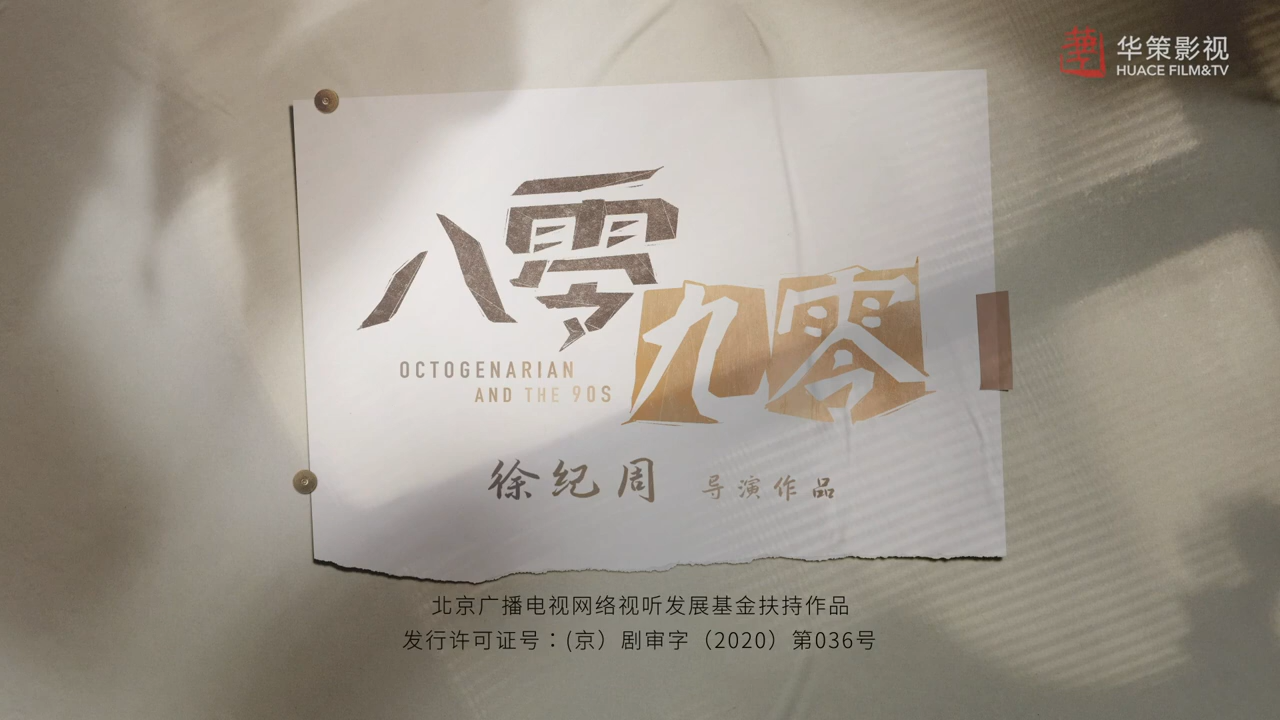 華
华策影视
HUACE FILM&TV
八零
九零
OCTOGENARIAN
AND THE 90S
徐纪周 导演作品
北京广播电视网络视听发展基金扶持作品
发行许可证号：(京）剧审字（2020）第036号